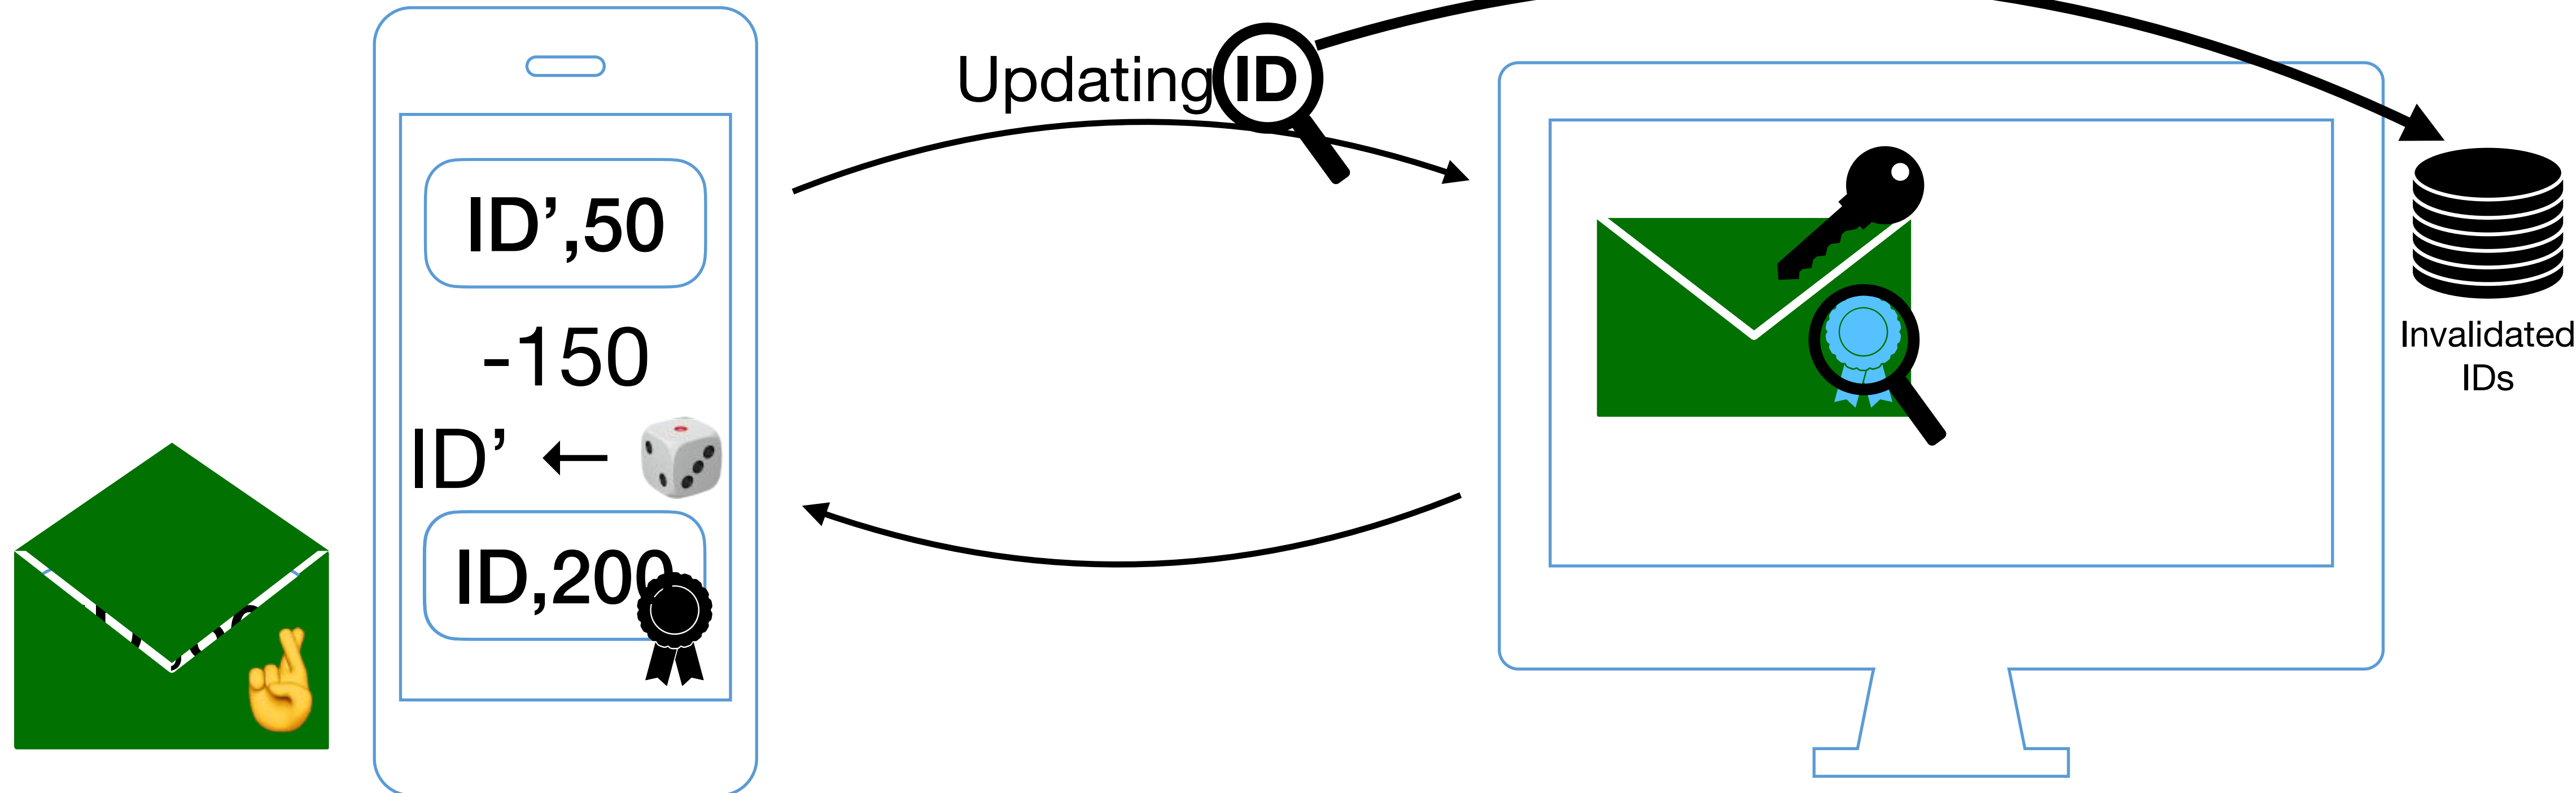 Updating ID
ID’,50
-150
ID’ ←
ID,200
Invalidated
IDs